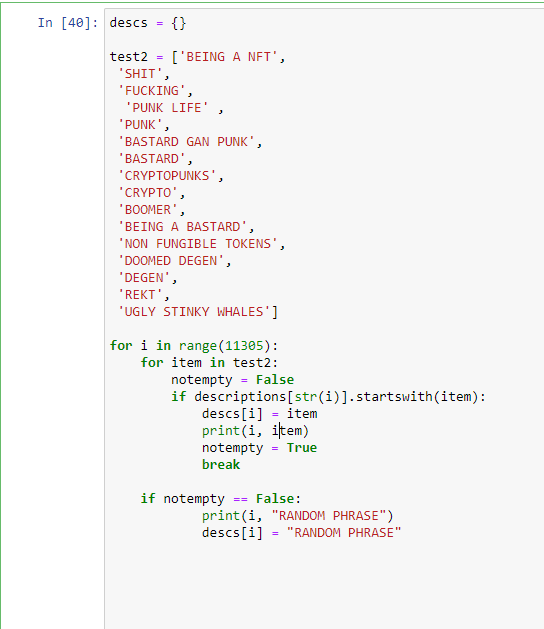 In [40]: descs = {}
test2 = ['BEING A NFT',
'SHIT',
'FUCKING',
'PUNK LIFE' ,
'PUNK',
'BASTARD GAN PUNK',
'BASTARD',
'CRYPTOPUNKS',
'CRYPTO',
'BOOMER',
'BEING A BASTARD',
'NON FUNGIBLE TOKENS',
'DOOMED DEGEN',
'DEGEN',
'REKT',
'UGLY STINKY WHALES']
for i in range(11305):
    for item in test2:
        notempty = False
        if descriptions[str(i)].startswith(item):
            descs[i] = item
            print(i, item)
            notempty = True
            break
    if notempty == False:
            print(i, "RANDOM PHRASE")
            descs[i] = "RANDOM PHRASE"